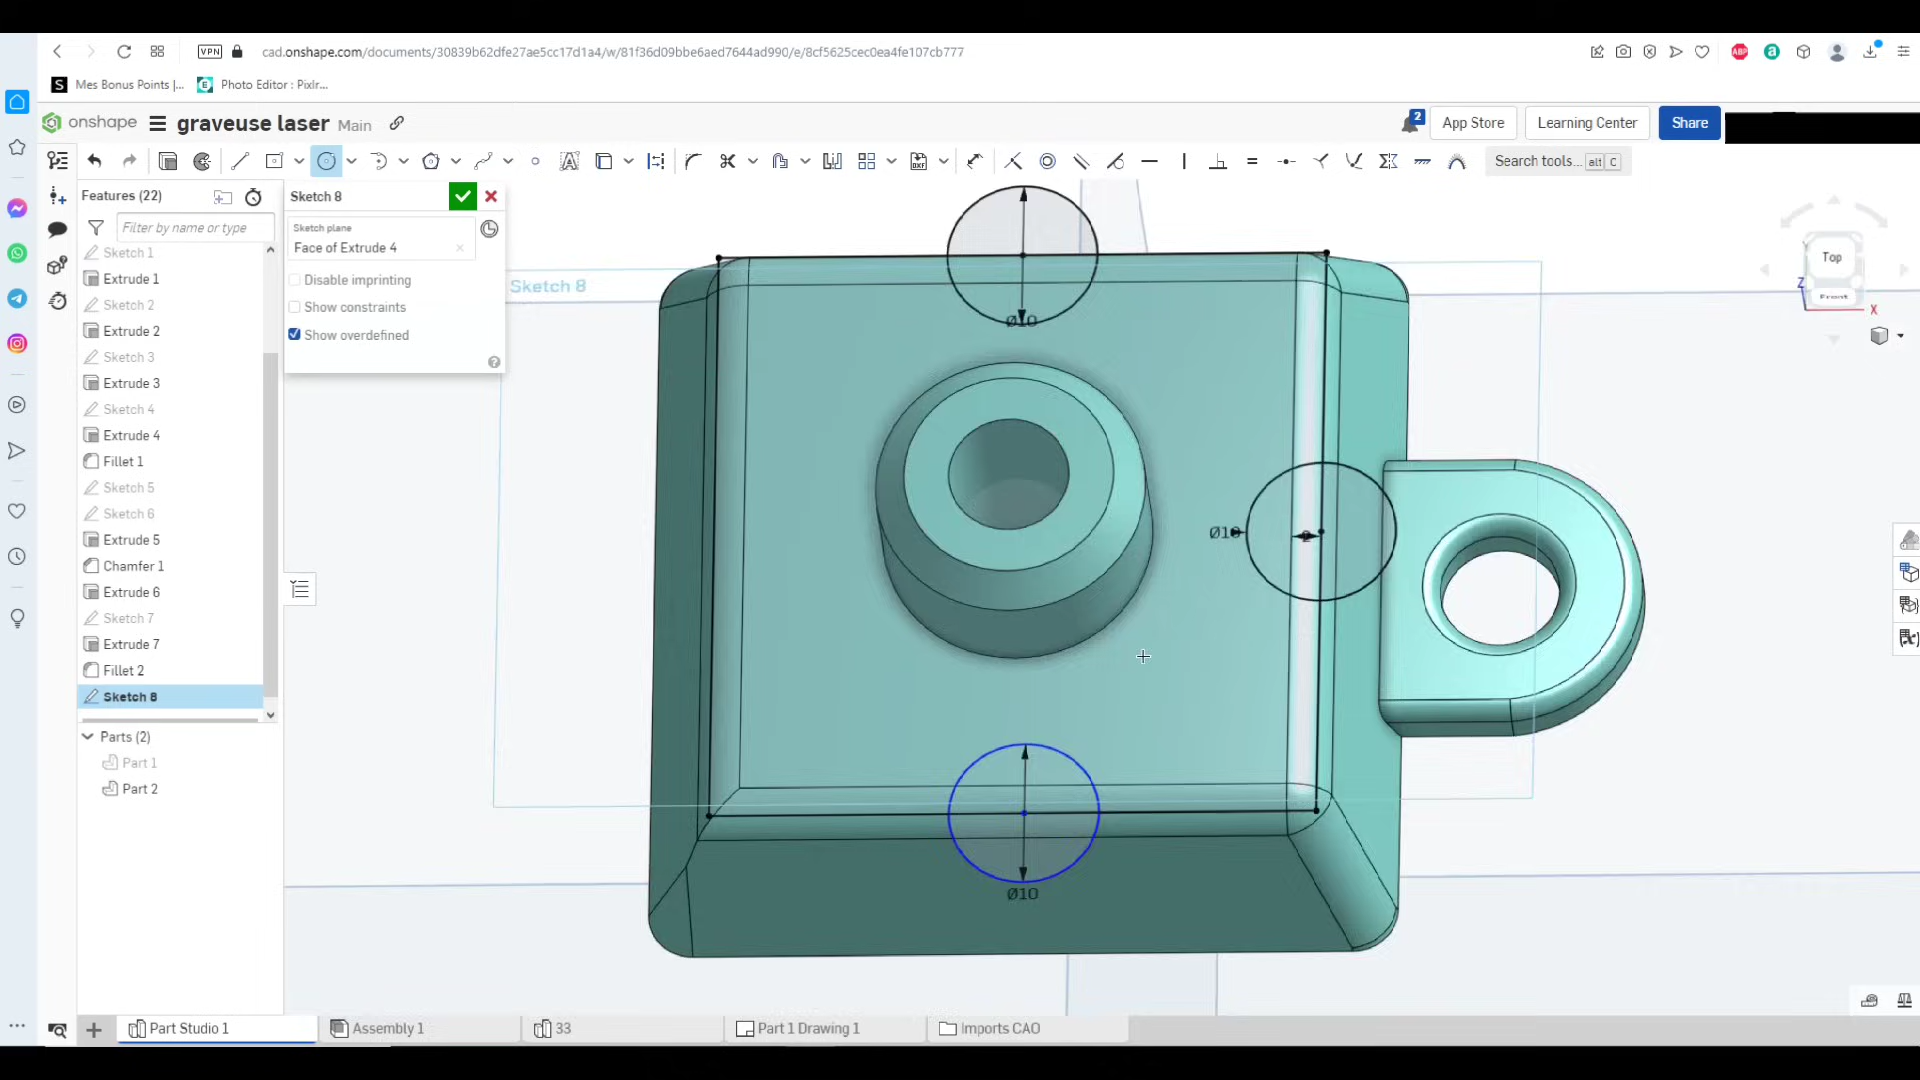 VPN
cad.onshape.com/documents/30839b62dfe27ae5cc17d1a4/w/81f36d09bbe6aed7644ad990/e/8cf5625cec0ea4fe107cb777
ABP
a
S Mes Bonus Points |...
Photo Editor : Pixlr...
onshape
graveuse laser
Main
2
App Store
Learning Center
Share
Search tools... alt C
Features (22)
Filter by name or type
Sketch 1
Extrude 1
Sketch 2
Extrude 2
Sketch 3
Extrude 3
Sketch 4
Extrude 4
Fillet 1
Sketch 5
Sketch 6
Extrude 5
Chamfer 1
Extrude 6
Sketch 7
Extrude 7
Fillet 2
Sketch 8
Parts (2)
Part 1
Part 2
Sketch 8
Sketch plane
Face of Extrude 4
Disable imprinting
Show constraints
Show overdefined
Sketch 8
Ø10
Ø10
2
Ø10
Top
Front
Z
X
Part Studio 1
Assembly 1
33
Part 1 Drawing 1
Imports CAO